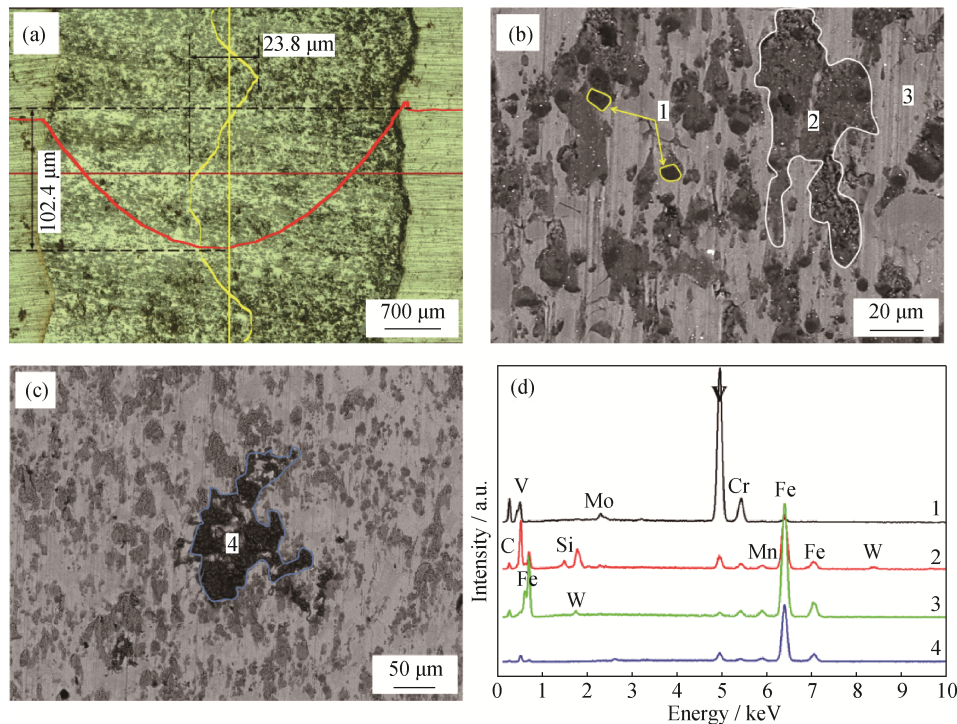 (a)
23.8 μm
102.4 μm
700 μm
(b)
1
2
3
20 μm
(c)
4
50 μm
(d)
V
V
Mo
Cr
Fe
1
C
Si
Mn
Fe
W
2
Fe
W
3
4
Intensity / a.u.
0 1 2 3 4 5 6 7 8 9 10
Energy / keV